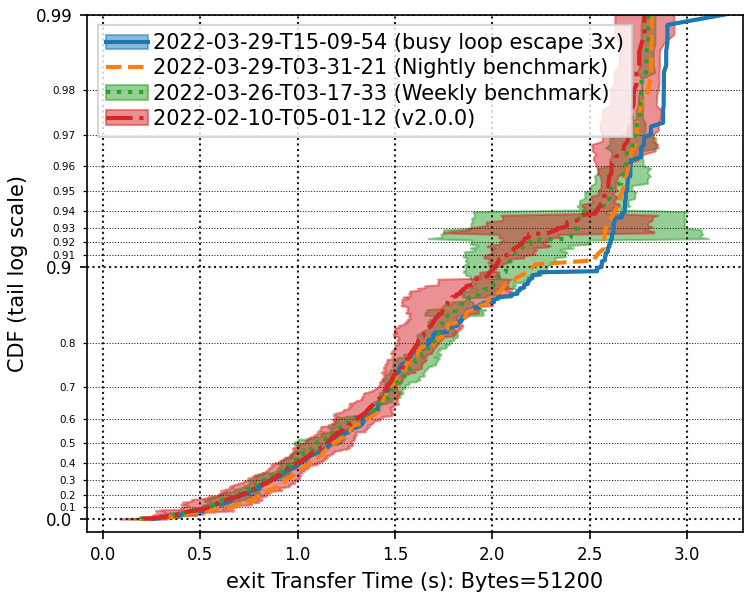 2022-03-29-T15-09-54 (busy loop escape 3x)
2022-03-29T03-31-21 (Nightly benchmark)
2022-03-26T03-17-33 (Weekly benchmark)
2022-02-10-T05-01-12 (v2.0.0)
CDF (tail log scale)
0.99
0.98
0.97
0.96
0.95
0.94
0.93
0.92
0.91
0.9
0.8
0.7
0.6
0.5
0.4
0.3
0.2
0.1
0.0
0.0 0.5 1.0 1.5 2.0 2.5 3.0
exit Transfer Time (s): Bytes=51200